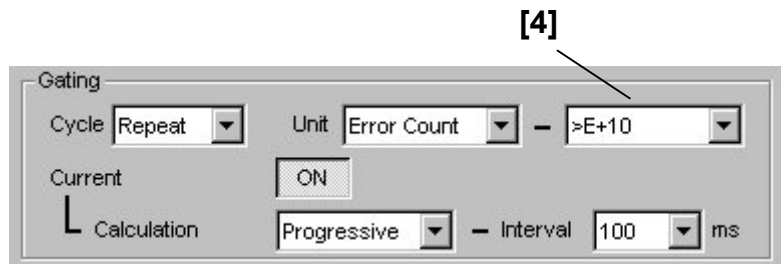 [4]
Gating
Cycle Repeat Unit Error Count – >E+10
Current ON
Calculation Progressive – Interval 100 ms